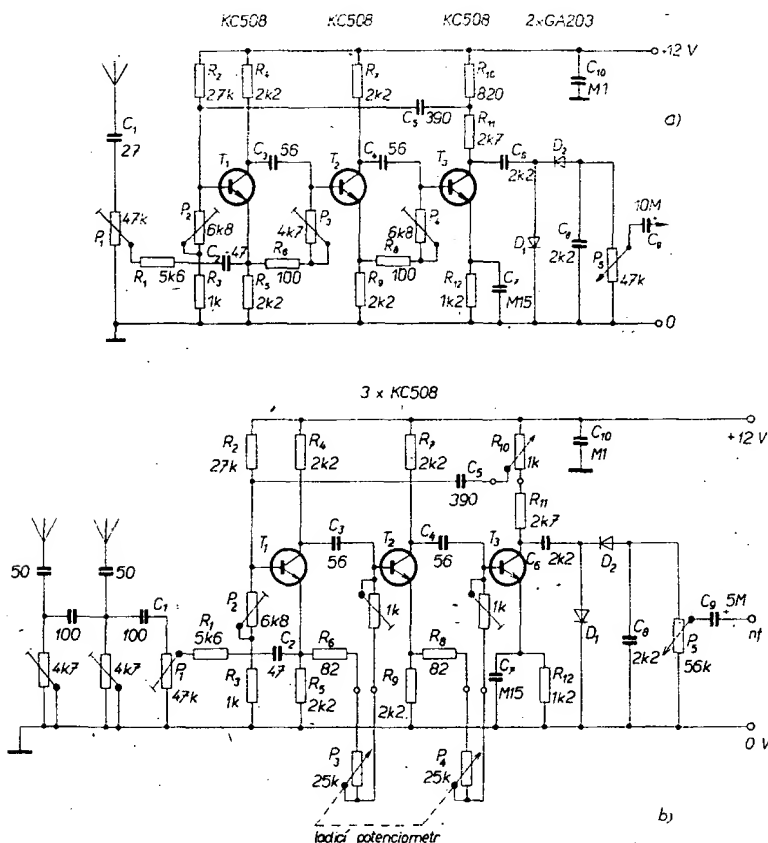 KC508 KC508 KC508 2xGA203
+12 V
R2 27k
R4 2k2
R7 2k2
R10 820
C10 M1
a)
C5 390
R11 2k7
C1 27
T1
C3 56
T2
C4 56
T3
C6 2k2
D2
P1 47k
P2 6k8
P3 4k7
P4 6k8
10M C9
R1 5k6
C2 47
R6 100
R8 100
D1
C8 2k2
P5 47k
R3 1k
R5 2k2
R9 2k2
R12 1k2
C7 M15
0
3 x KC508
+12 V
R2 27k
R4 2k2
R7 2k2
R10 1k
C10 M1
C5 390
R11 2k7
50
50
T1
C3 56
T2
C4 56
T3
C6 2k2
D2
100
C1 100
P2 6k8
1k
1k
D1
C8 2k2
C9 5M
nf
P5 56k
4k7
4k7
P1 47k
R1 5k6
C2 47
R6 82
R8 82
R3 1k
R5 2k2
R9 2k2
C7 M15
R12 1k2
0 V
P3 25k
P4 25k
b)
ladicí potenciometr